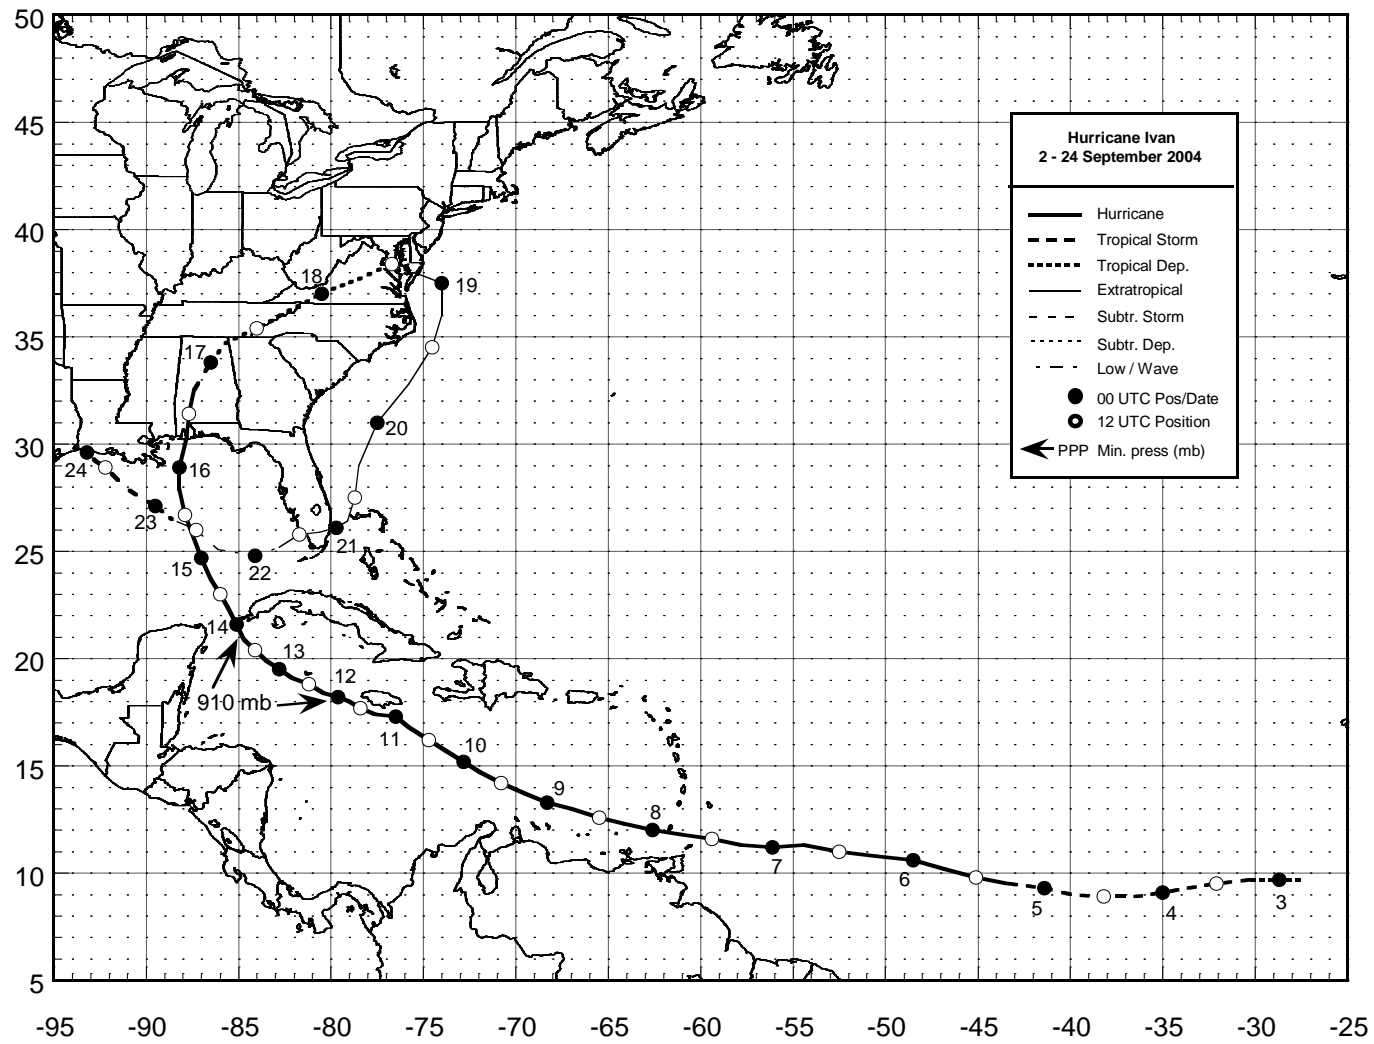 50
45
40
35
30
25
20
15
10
5
-95 -90 -85 -80 -75 -70 -65 -60 -55 -50 -45 -40 -35 -30 -25
Hurricane Ivan
2 - 24 September 2004
Hurricane
Tropical Storm
Tropical Dep.
Extratropical
Subtr. Storm
Subtr. Dep.
Low / Wave
00 UTC Pos/Date
12 UTC Position
PPP Min. press (mb)
18
19
17
20
24
16
23
21
15
22
14
13
12
910 mb
11
10
9
8
7
6
5
4
3